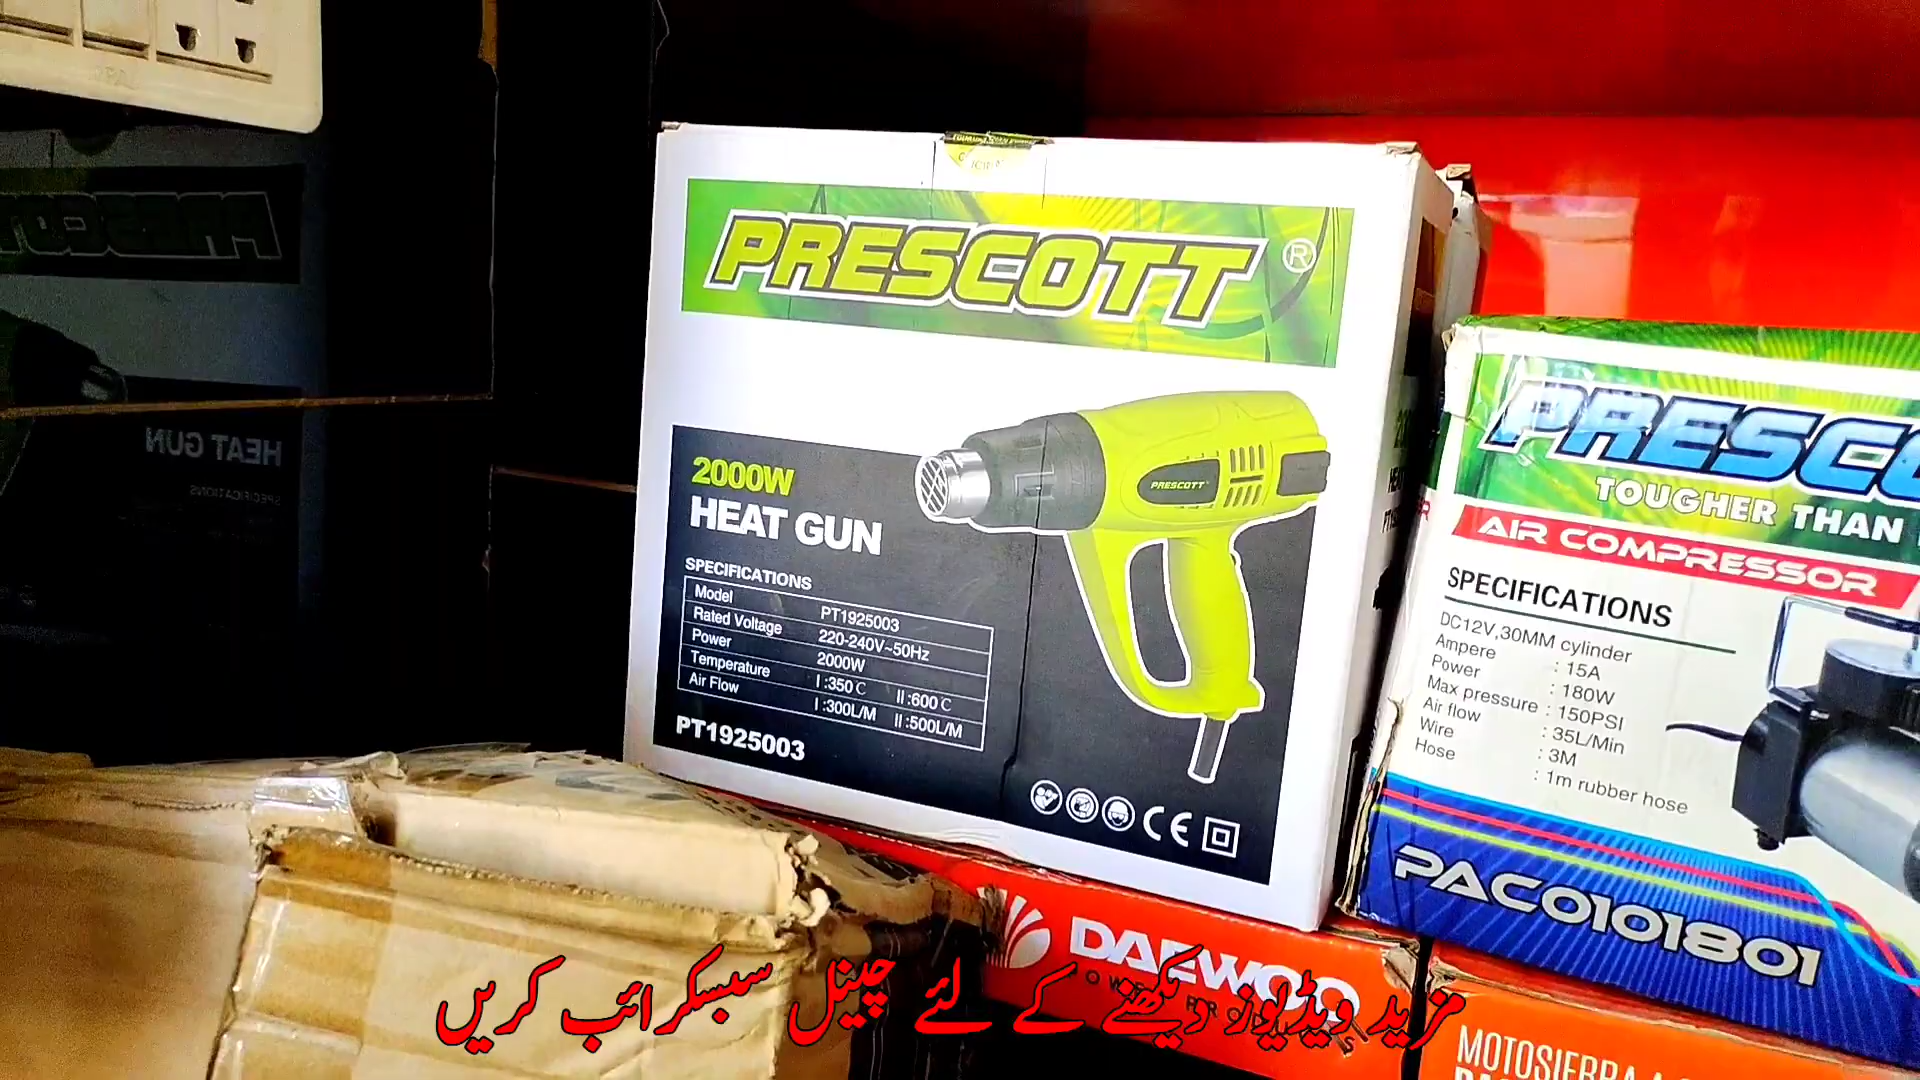 PRESCOTT®
2000W
HEAT GUN
SPECIFICATIONS
Model PT1925003
Rated Voltage 220-240V~50Hz
Power 2000W
Temperature I :350℃ II :600℃
Air Flow I :300L/M II :500L/M
PT1925003
PRESCOTT
CE
TOUGHER THAN
AIR COMPRESSOR
SPECIFICATIONS
DC12V,30MM cylinder
Ampere : 15A
Power : 180W
Max pressure : 150PSI
Air flow : 35L/Min
Wire : 3M
Hose : 1m rubber hose
PAC0101801
DAEWOO
MOTOSIERRA
HEAT GUN
SPECIFICATIONS
مزید ویڈیوز دیکھنے کے لئے چینل سبسکرائب کریں